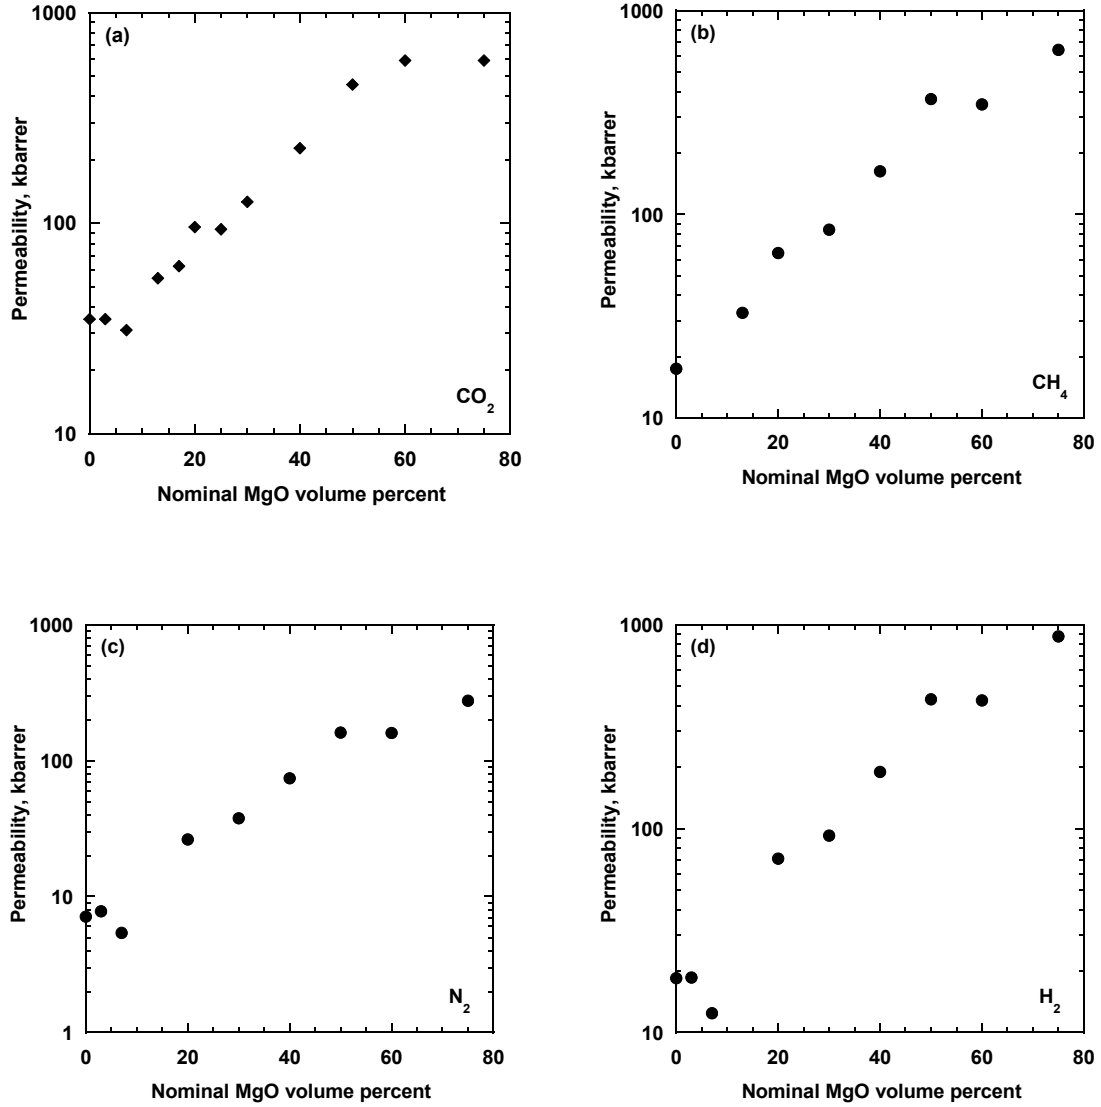 (a)
1000
100
10
Permeability, kbarrer
CO2
0 20 40 60 80
Nominal MgO volume percent
(b)
1000
100
10
Permeability, kbarrer
CH4
0 20 40 60 80
Nominal MgO volume percent
(c)
1000
100
10
1
Permeability, kbarrer
N2
0 20 40 60 80
Nominal MgO volume percent
(d)
1000
100
10
Permeability, kbarrer
H2
0 20 40 60 80
Nominal MgO volume percent